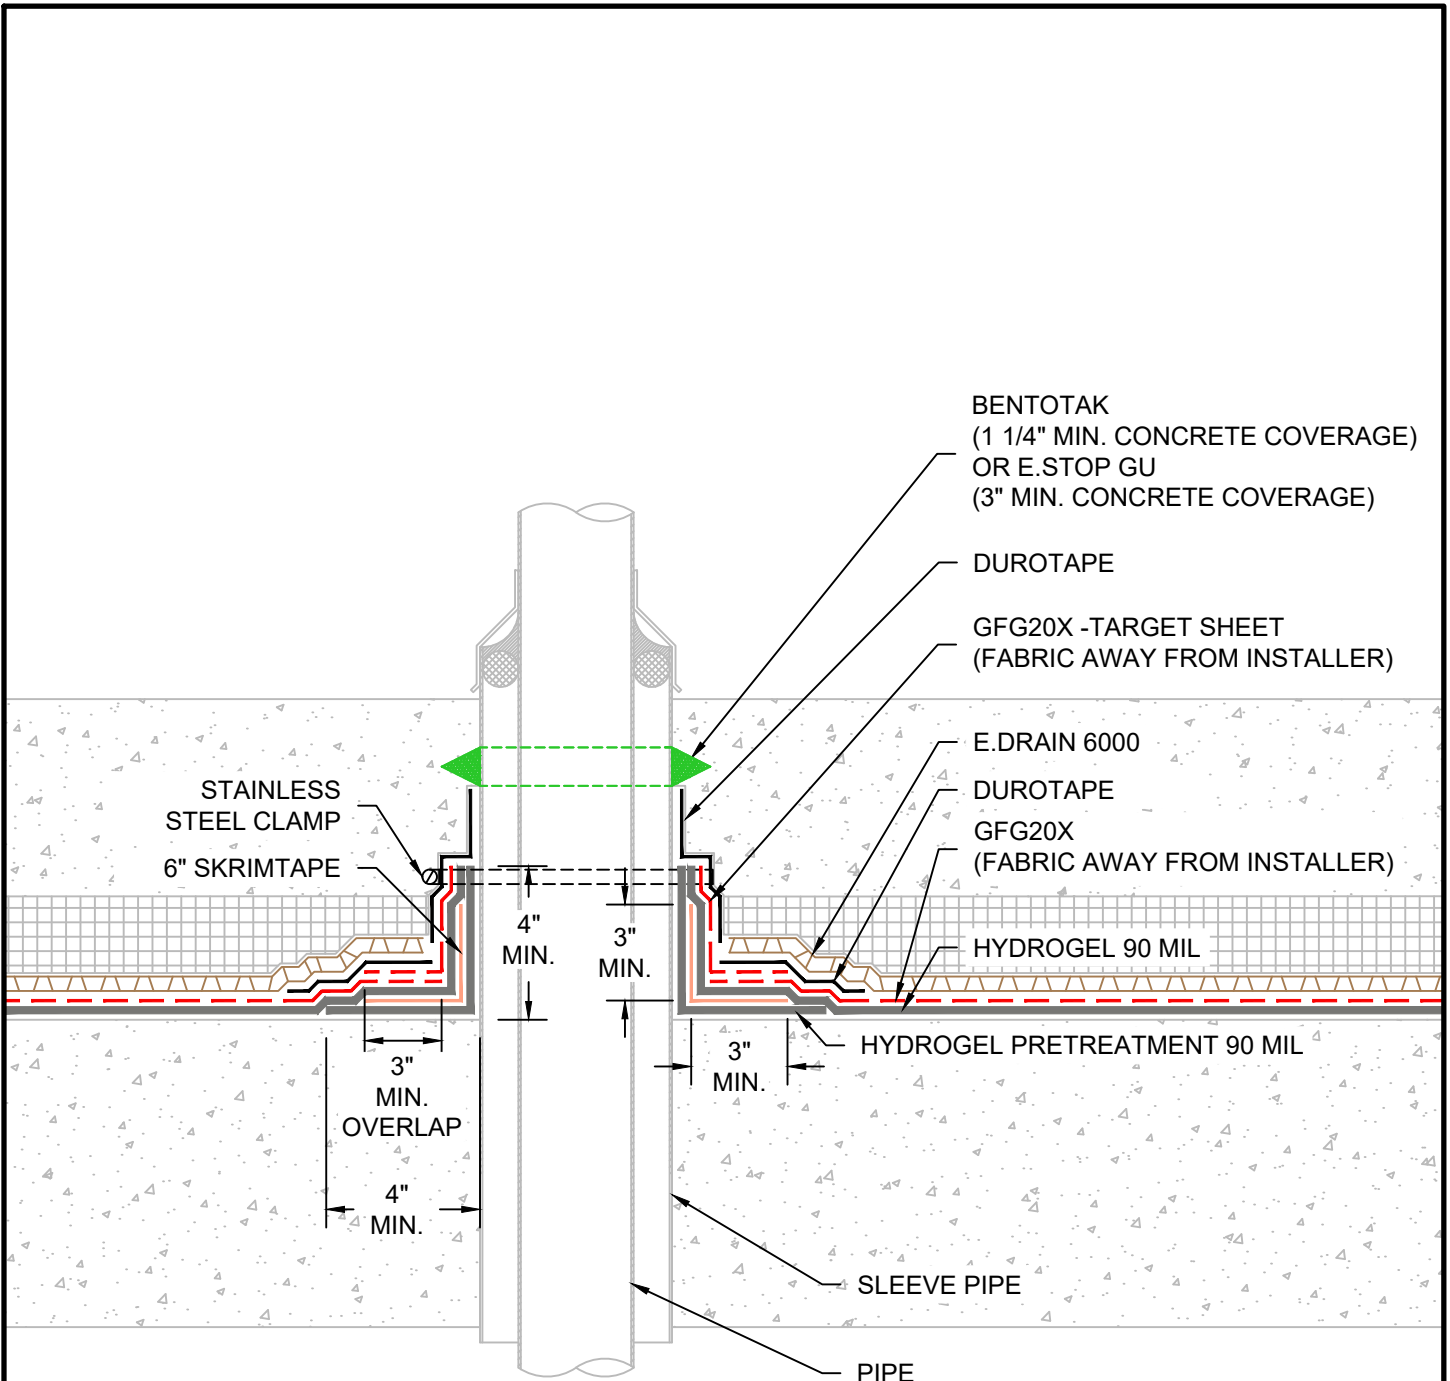 BENTOTAK
(1 1/4" MIN. CONCRETE COVERAGE)
OR E.STOP GU
(3" MIN. CONCRETE COVERAGE)
DUROTAPE
GFG20X -TARGET SHEET
(FABRIC AWAY FROM INSTALLER)
E.DRAIN 6000
DUROTAPE
GFG20X
(FABRIC AWAY FROM INSTALLER)
HYDROGEL 90 MIL
HYDROGEL PRETREATMENT 90 MIL
SLEEVE PIPE
PIPE
STAINLESS
STEEL CLAMP
6" SKRIMTAPE
4"
MIN.
3"
MIN.
3"
MIN.
OVERLAP
3"
MIN.
4"
MIN.